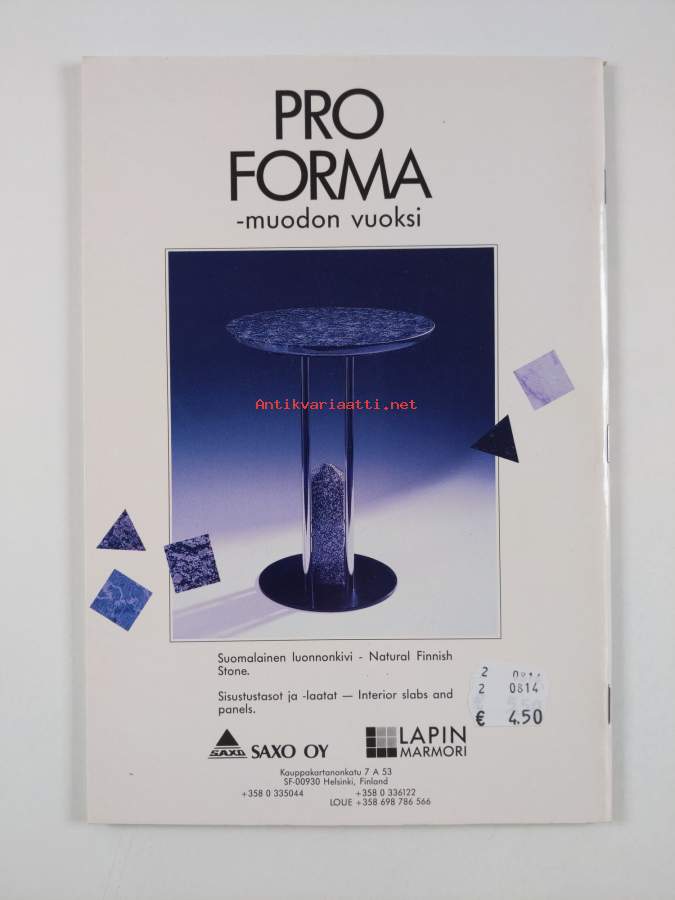 PRO
FORMA
-muodon vuoksi
Antikvariaatti.net
Suomalainen luonnonkivi - Natural Finnish
Stone.
Sisustustasot ja -laatat — Interior slabs and
panels.
2
2 0814
€ 4.50
SAXO SAXO OY
LAPIN
MARMORI
Kauppakartanonkatu 7 A 53
SF-00930 Helsinki, Finland
+358 0 335044 +358 0 336122
LOUE +358 698 786 566